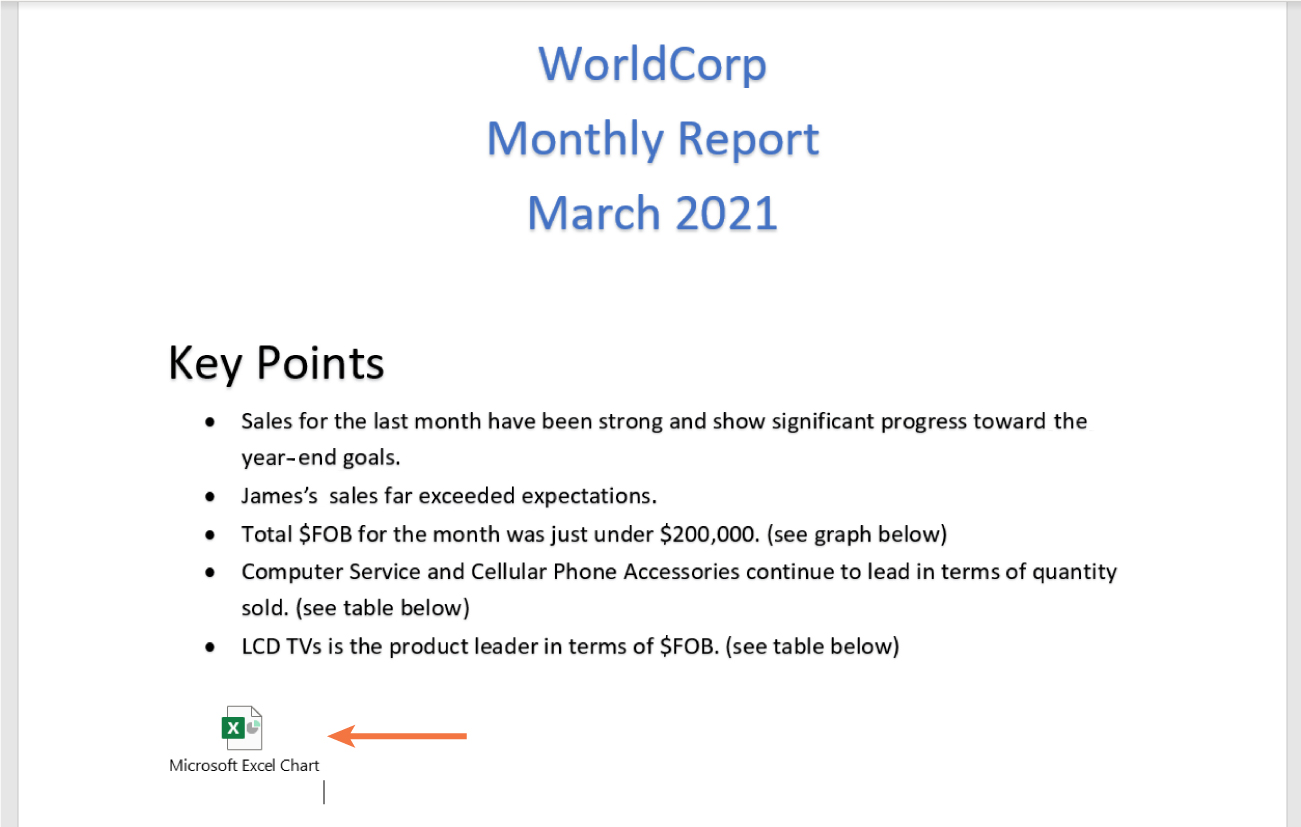 WorldCorp
Monthly Report
March 2021
Key Points
• Sales for the last month have been strong and show significant progress toward the
year-end goals.
• James’s  sales far exceeded expectations.
• Total $FOB for the month was just under $200,000. (see graph below)
• Computer Service and Cellular Phone Accessories continue to lead in terms of quantity
sold. (see table below)
• LCD TVs is the product leader in terms of $FOB. (see table below)
X
Microsoft Excel Chart